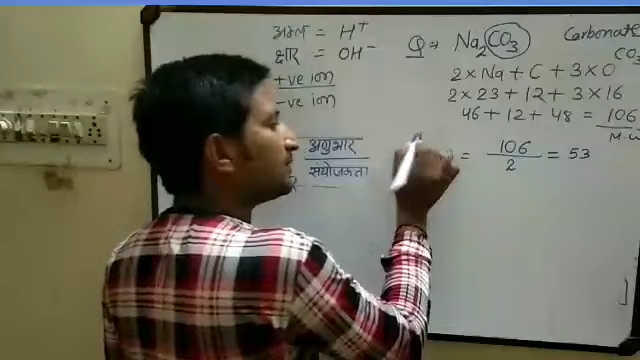 अम्ल = H⁺
क्षार = OH⁻
+ve ion
-ve ion
अणुभार
संयोजकता
Q → Na₂CO₃
Carbonate
CO₃
2×Na + C + 3×O
2×23 + 12 + 3×16
46 + 12 + 48 = 106
M.W
= 106/2 = 53